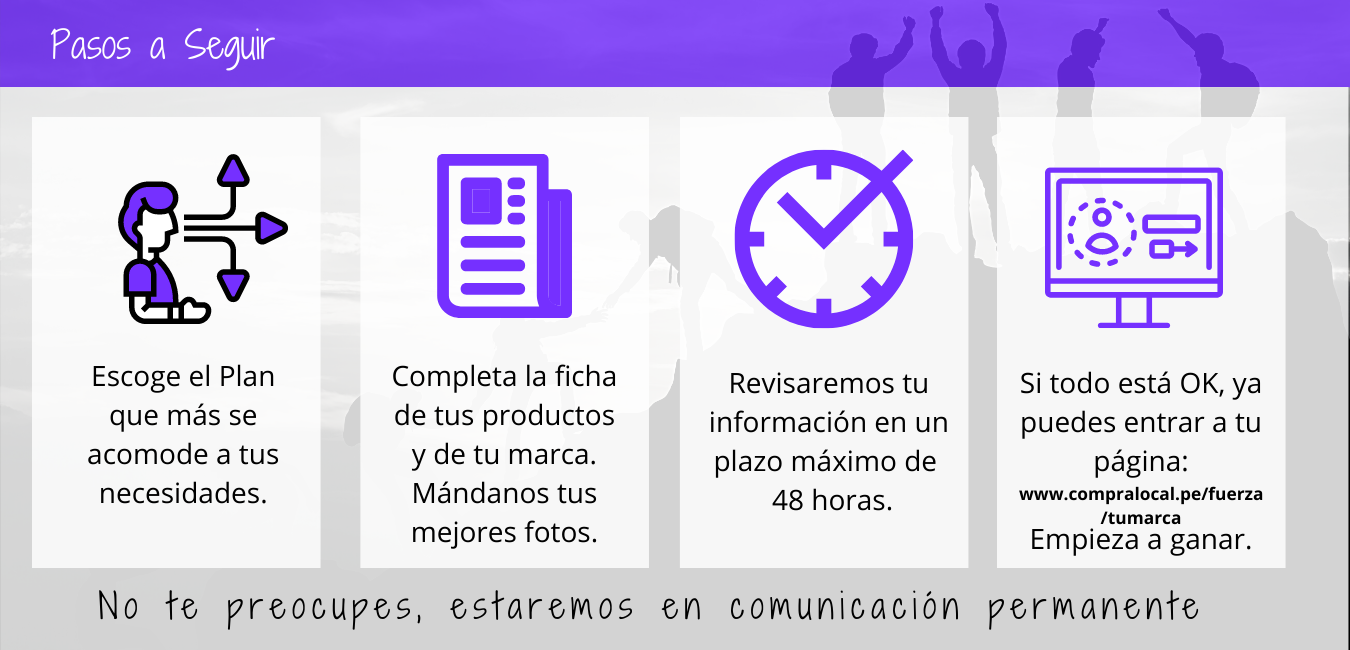 Pasos a Seguir
Escoge el Plan
que más se
acomode a tus
necesidades.
Completa la ficha
de tus productos
y de tu marca.
Mándanos tus
mejores fotos.
Revisaremos tu
información en un
plazo máximo de
48 horas.
Si todo está OK, ya
puedes entrar a tu
página:
www.compralocal.pe/fuerza
/tumarca
Empieza a ganar.
No te preocupes, estaremos en comunicación permanente